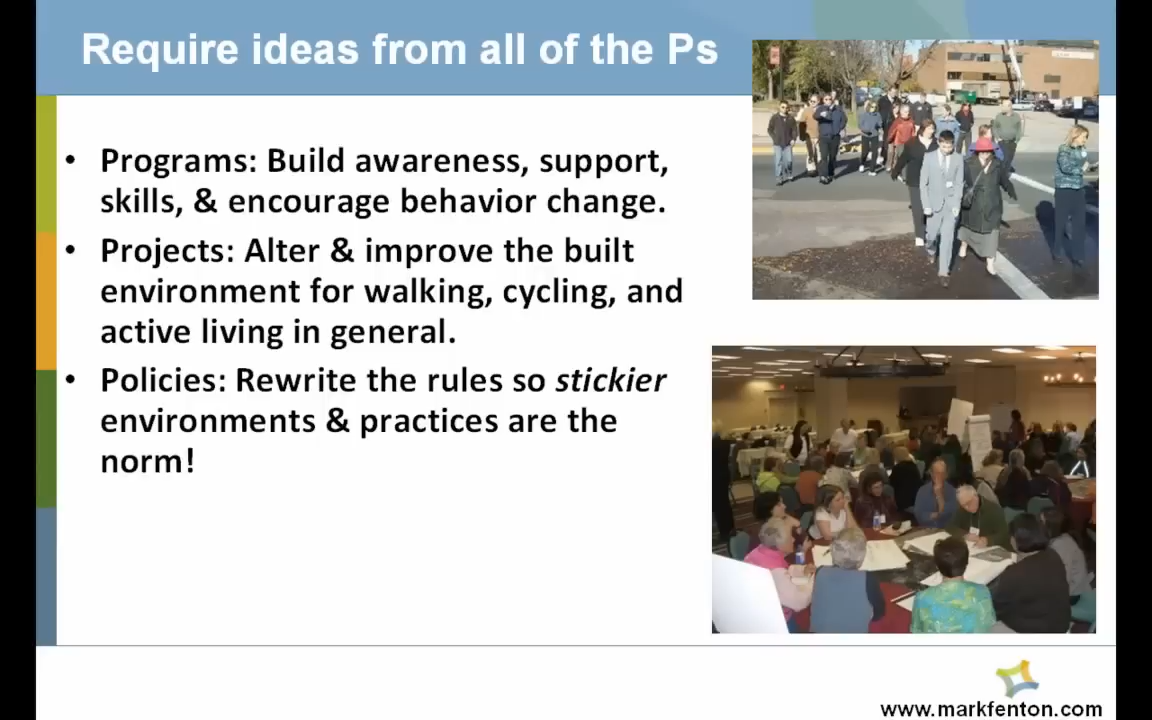 Require ideas from all of the Ps
• Programs: Build awareness, support,
skills, & encourage behavior change.
• Projects: Alter & improve the built
environment for walking, cycling, and
active living in general.
• Policies: Rewrite the rules so stickier
environments & practices are the
norm!
www.markfenton.com